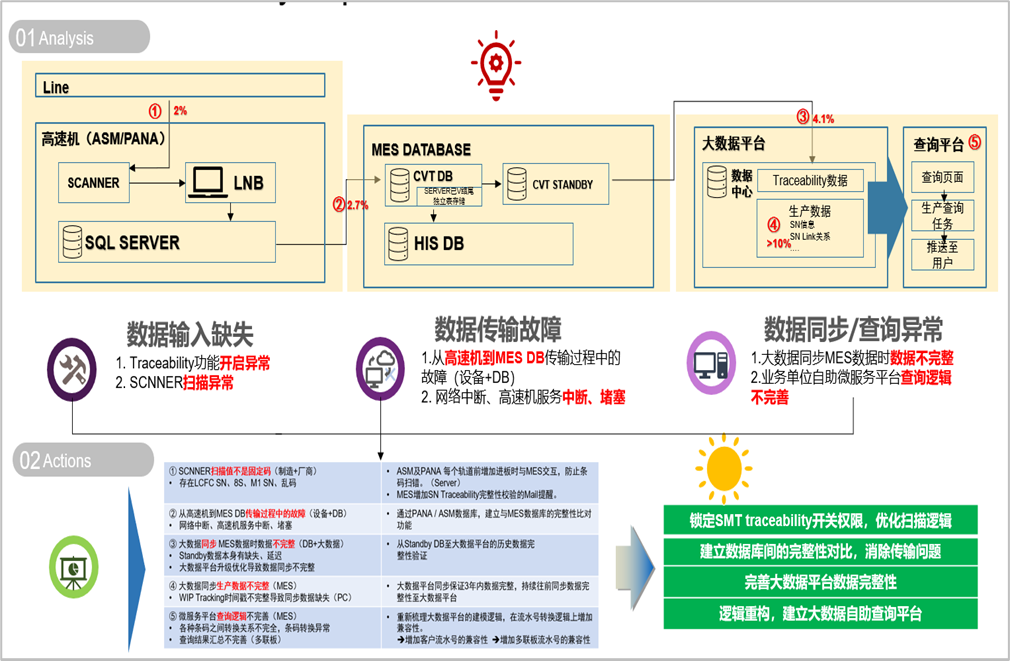 01 Analysis
Line
① 2%
高速机（ASM/PANA）
SCANNER
LNB
SQL SERVER
② 2.7%
MES DATABASE
CVT DB
SERVER已V结尾
独立表存储
CVT STANDBY
HIS DB
③ 4.1%
大数据平台
数据
中心
Traceability数据
生产数据
④
SN信息
SN Link关系
>10%
....
查询平台 ⑤
查询页面
生产查询
任务
推送至
用户
数据输入缺失
1. Traceability功能开启异常
2. SCNNER扫描异常
数据传输故障
1.从高速机到MES DB传输过程中的
故障（设备+DB）
2. 网络中断、高速机服务中断、堵塞
数据同步/查询异常
1.大数据同步MES数据时数据不完整
2.业务单位自助微服务平台查询逻辑
不完善
02 Actions
① SCNNER扫描值不是固定码（制造+厂商）
• 存在LCFC SN、8S、M1 SN、乱码
• ASM及PANA 每个轨道前增加进板时与MES交互，防止条
码扫错。（Server）
• MES增加SN Traceability完整性校验的Mail提醒。
② 从高速机到MES DB传输过程中的故障（设备+DB）
• 网络中断、高速机服务中断、堵塞
• 通过PANA / ASM数据库，建立与MES数据库的完整性比对
功能
③ 大数据同步 MES数据时数据不完整（DB+大数据）
• Standby数据本身有缺失、延迟
• 大数据平台升级优化导致数据同步不完整
• 从Standby DB至大数据平台的历史数据完
整性验证
④ 大数据同步生产数据不完整（MES）
• WIP Tracking时间戳不完整导致同步数据缺失（PC）
• 大数据平台同步保证3年内数据完整，持续往前同步数据完
整性至大数据平台
⑤ 微服务平台查询逻辑不完善（MES）
• 各种条码之间转换关系不完全，条码转换异常
• 查询结果汇总不完善（多联板）
• 重新梳理大数据平台的建模逻辑，在流水号转换逻辑上增加
兼容性。
➔增加客户流水号的兼容性 ➔增加多联板流水号的兼容性
锁定SMT traceability开关权限，优化扫描逻辑
建立数据库间的完整性对比，消除传输问题
完善大数据平台数据完整性
逻辑重构，建立大数据自助查询平台